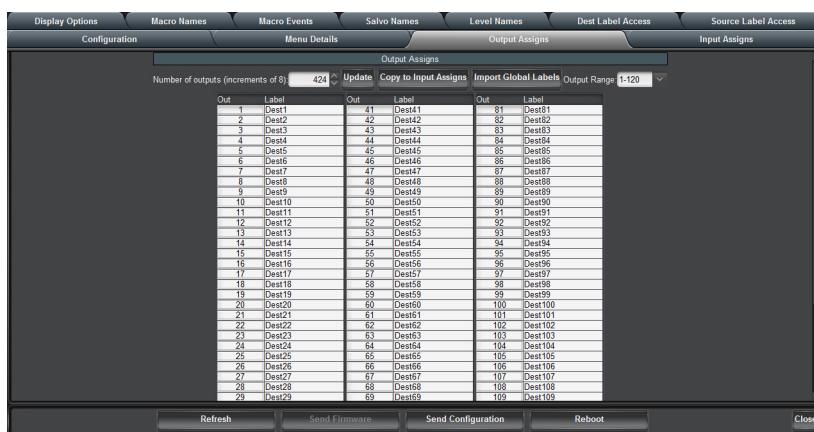 Display Options Macro Names Macro Events Salvo Names Level Names Dest Label Access Source Label Access
Configuration Menu Details Output Assigns Input Assigns
Output Assigns
Number of outputs (increments of 8): 424 Update Copy to Input Assigns Import Global Labels Output Range: 1-120
Out Label Out Label Out Label
1 Dest1 41 Dest41 81 Dest81
2 Dest2 42 Dest42 82 Dest82
3 Dest3 43 Dest43 83 Dest83
4 Dest4 44 Dest44 84 Dest84
5 Dest5 45 Dest45 85 Dest85
6 Dest6 46 Dest46 86 Dest86
7 Dest7 47 Dest47 87 Dest87
8 Dest8 48 Dest48 88 Dest88
9 Dest9 49 Dest49 89 Dest89
10 Dest10 50 Dest50 90 Dest90
11 Dest11 51 Dest51 91 Dest91
12 Dest12 52 Dest52 92 Dest92
13 Dest13 53 Dest53 93 Dest93
14 Dest14 54 Dest54 94 Dest94
15 Dest15 55 Dest55 95 Dest95
16 Dest16 56 Dest56 96 Dest96
17 Dest17 57 Dest57 97 Dest97
18 Dest18 58 Dest58 98 Dest98
19 Dest19 59 Dest59 99 Dest99
20 Dest20 60 Dest60 100 Dest100
21 Dest21 61 Dest61 101 Dest101
22 Dest22 62 Dest62 102 Dest102
23 Dest23 63 Dest63 103 Dest103
24 Dest24 64 Dest64 104 Dest104
25 Dest25 65 Dest65 105 Dest105
26 Dest26 66 Dest66 106 Dest106
27 Dest27 67 Dest67 107 Dest107
28 Dest28 68 Dest68 108 Dest108
29 Dest29 69 Dest69 109 Dest109
Refresh Send Firmware Send Configuration Reboot Close